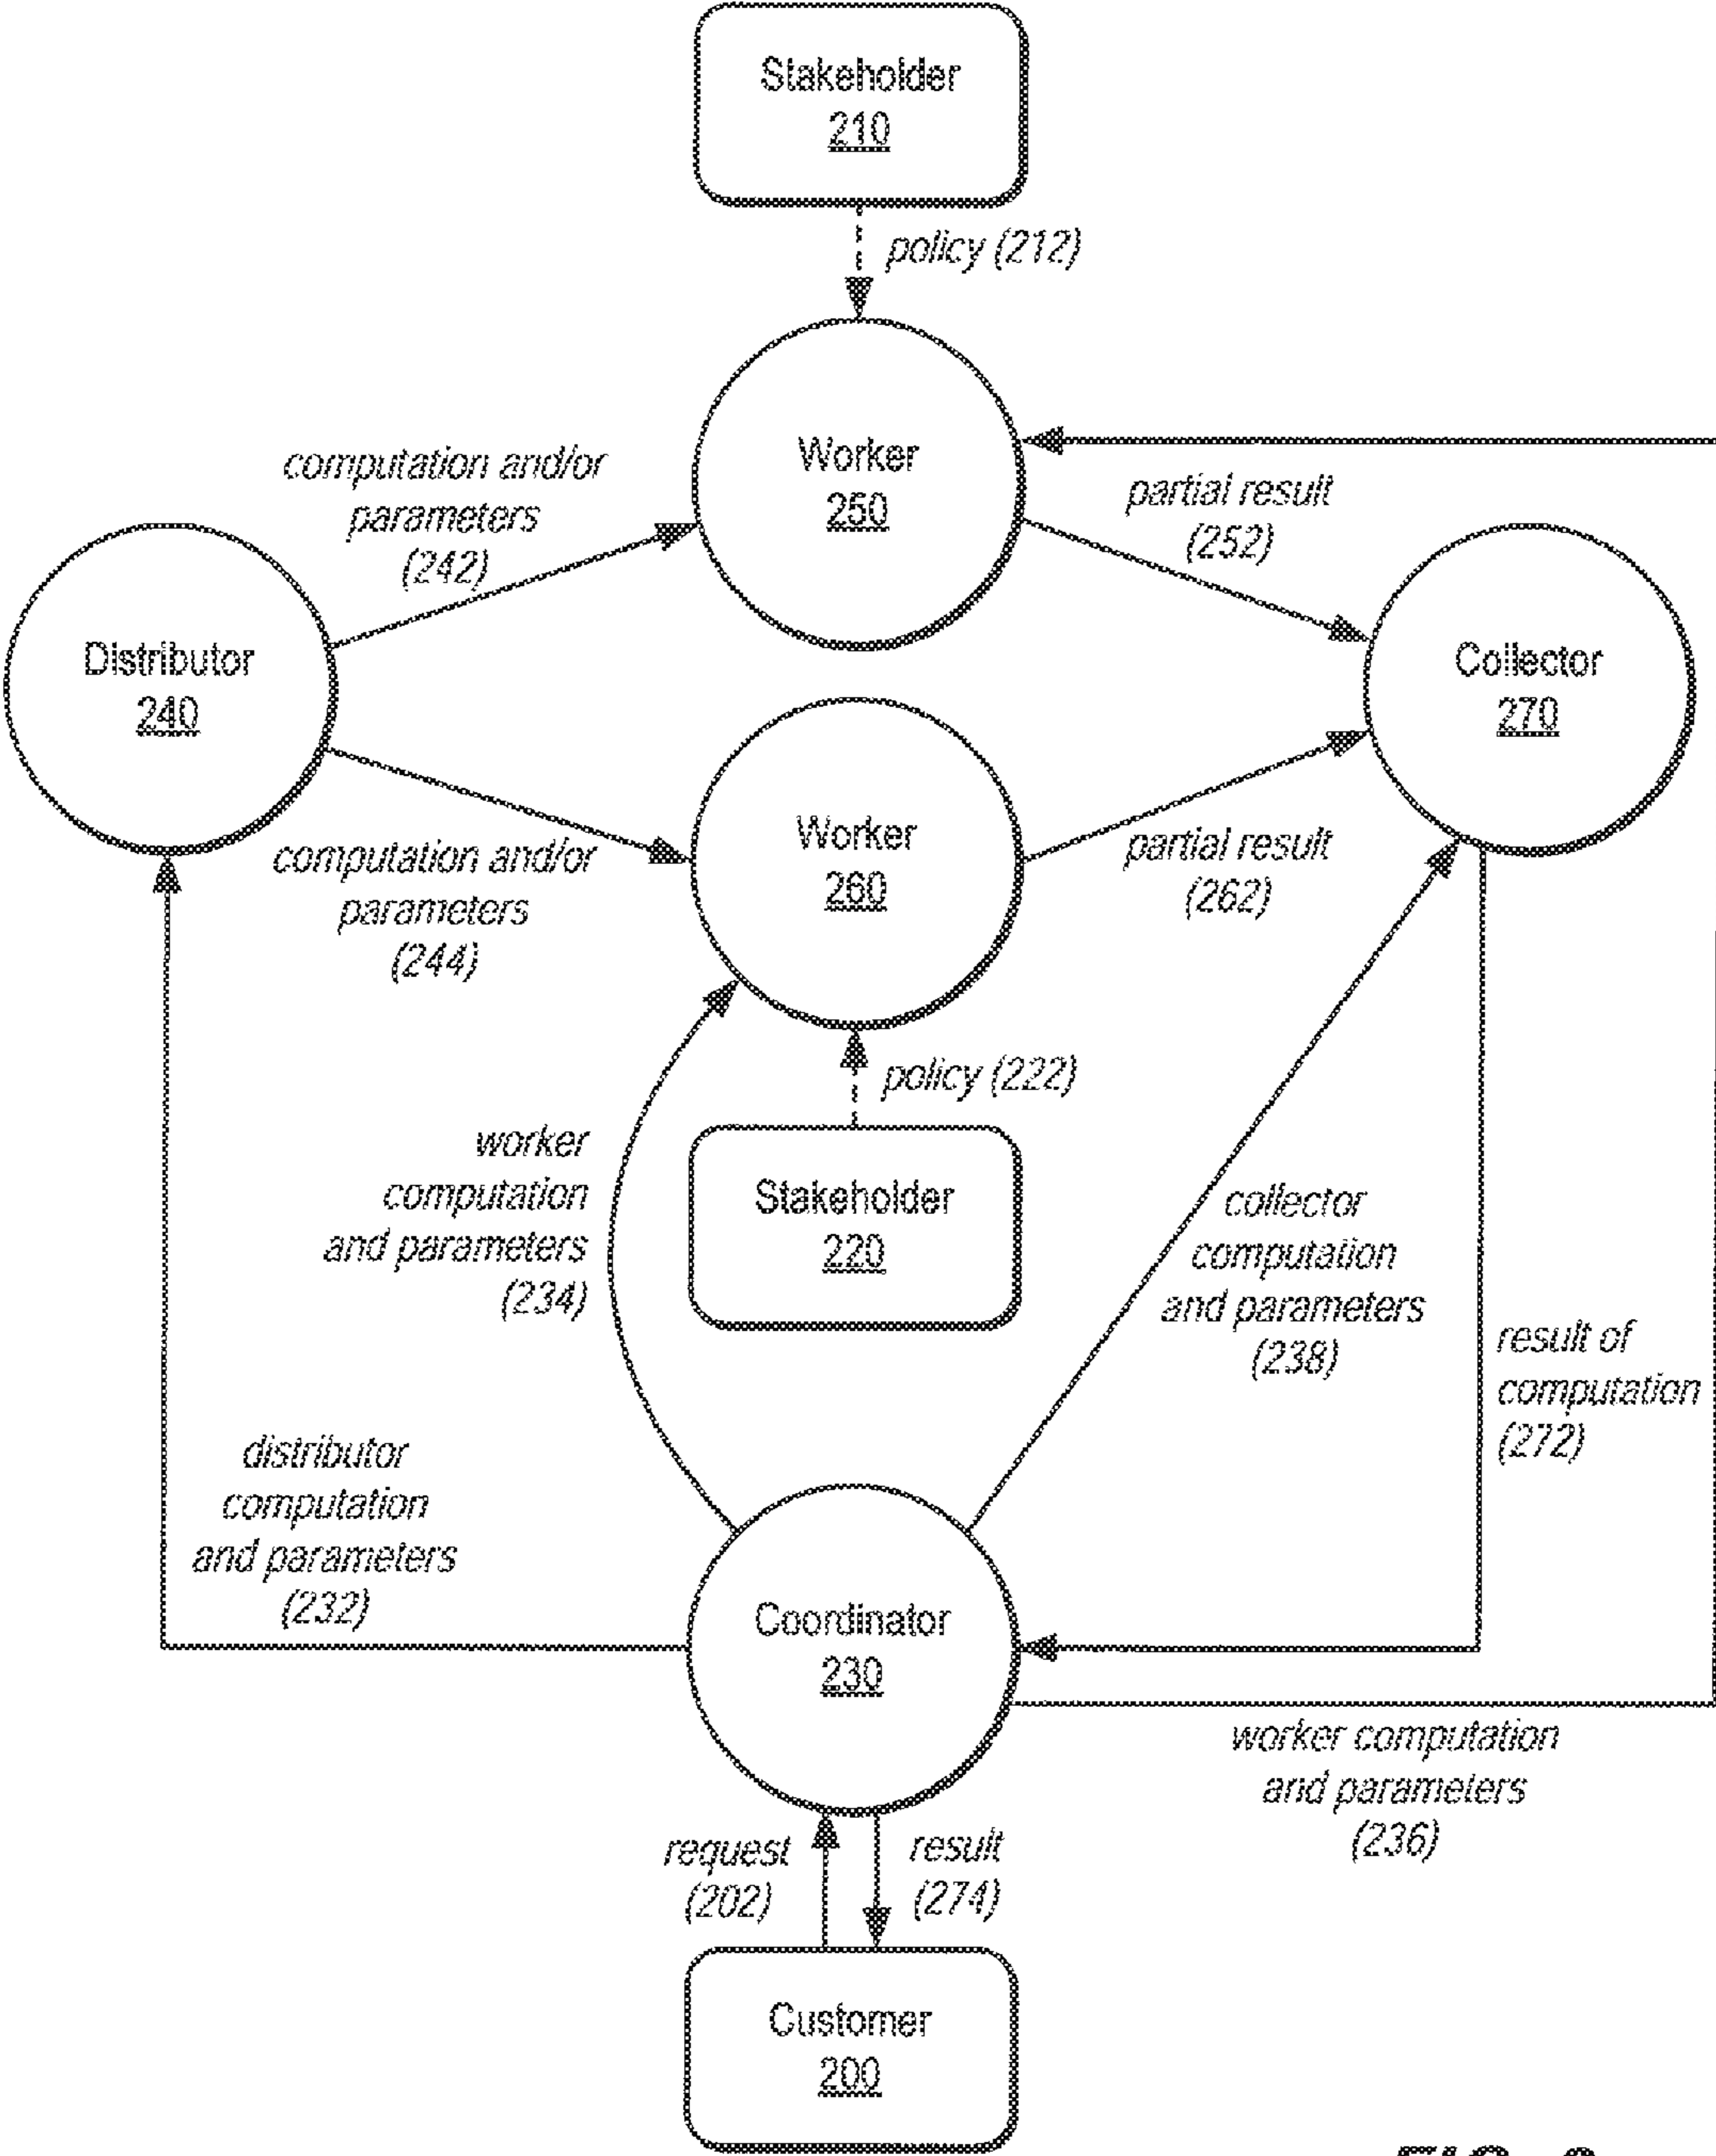 Stakeholder
210
policy (212)
Worker
250
computation and/or
parameters
(242)
partial result
(252)
Distributor
240
Collector
270
Worker
260
computation and/or
parameters
(244)
partial result
(262)
policy (222)
worker
computation
and parameters
(234)
Stakeholder
220
collector
computation
and parameters
(238)
result of
computation
(272)
distributor
computation
and parameters
(232)
Coordinator
230
worker computation
and parameters
(236)
request
(202)
result
(274)
Customer
200